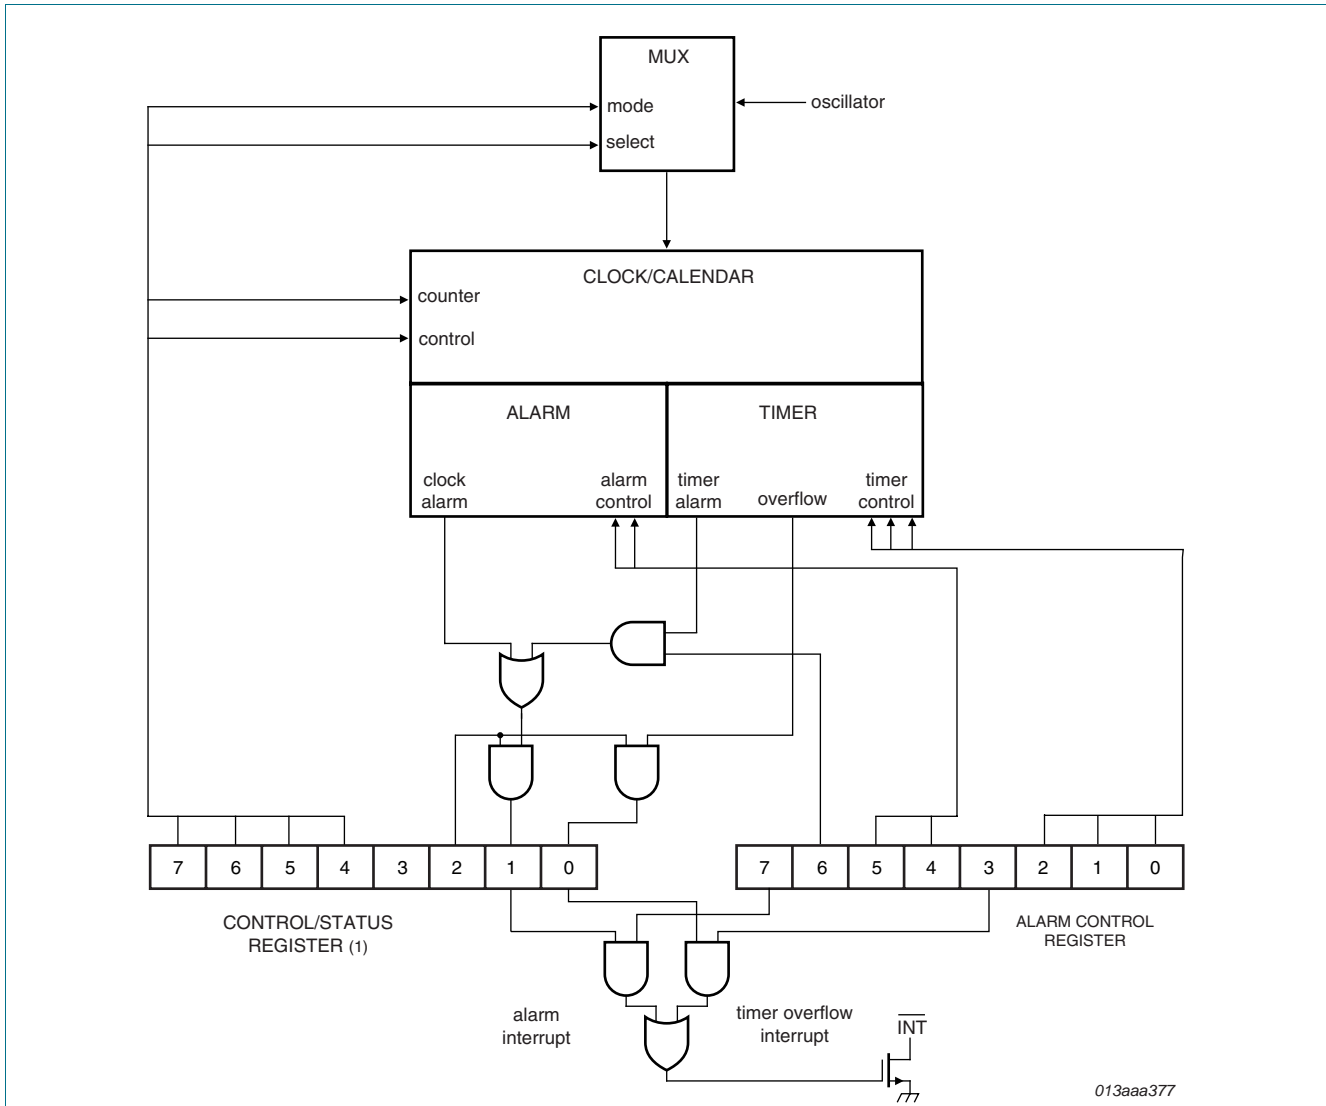 MUX
mode
oscillator
select
CLOCK/CALENDAR
counter
control
ALARM
TIMER
clock
alarm
alarm
control
timer
alarm
overflow
timer
control
7 6 5 4 3 2 1 0
7 6 5 4 3 2 1 0
CONTROL/STATUS
REGISTER (1)
ALARM CONTROL
REGISTER
alarm
interrupt
timer overflow
interrupt
INT
013aaa377